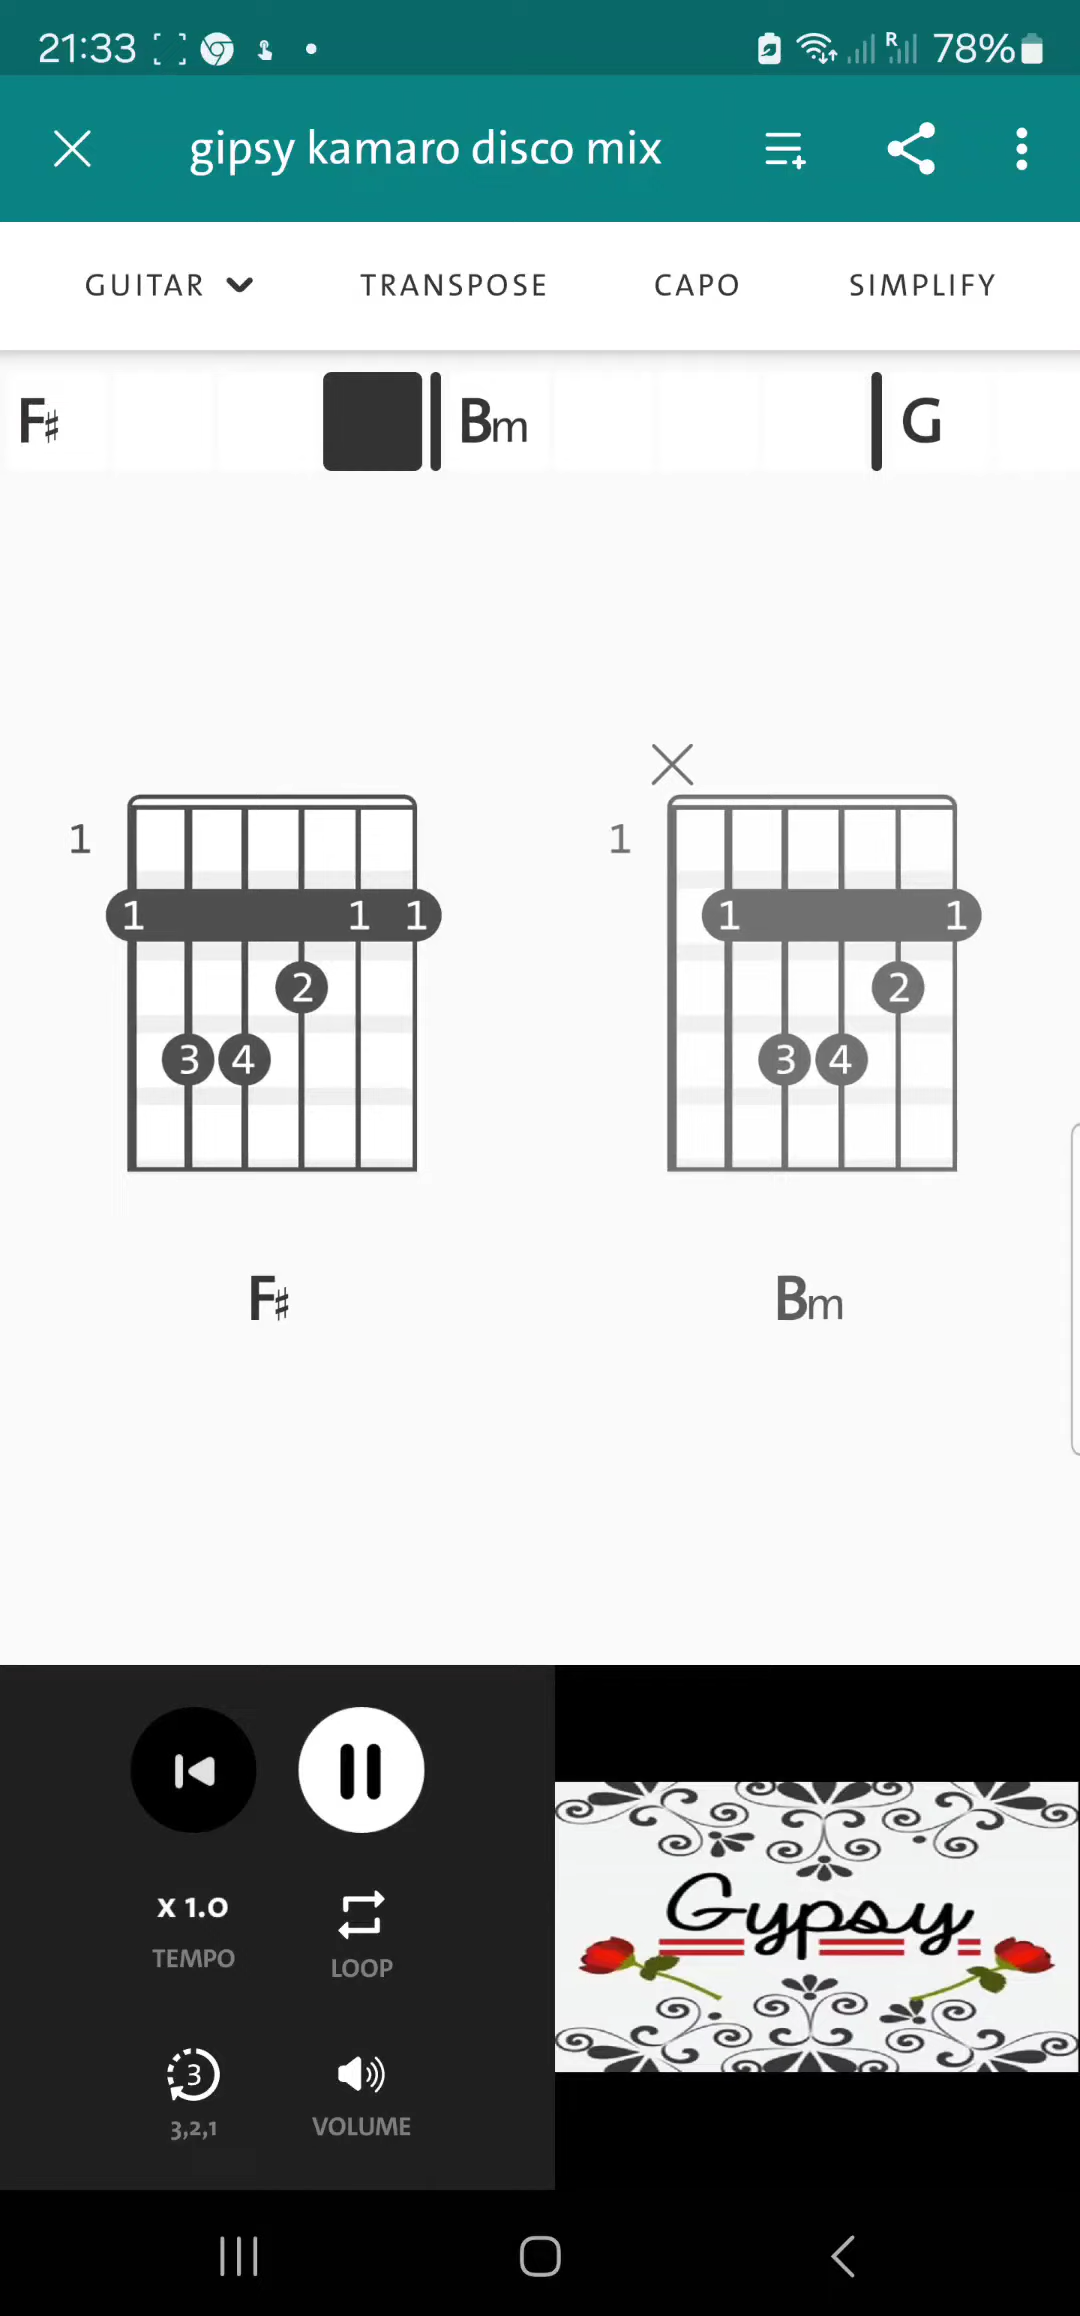 21:33 R 78%
gipsy kamaro disco mix
GUITAR TRANSPOSE CAPO SIMPLIFY
F♯ Bm G
1 1
1 1 1 1 1
2 2
3 4 3 4
F♯ Bm
Gypsy
x 1.0
TEMPO LOOP
3
3,2,1 VOLUME